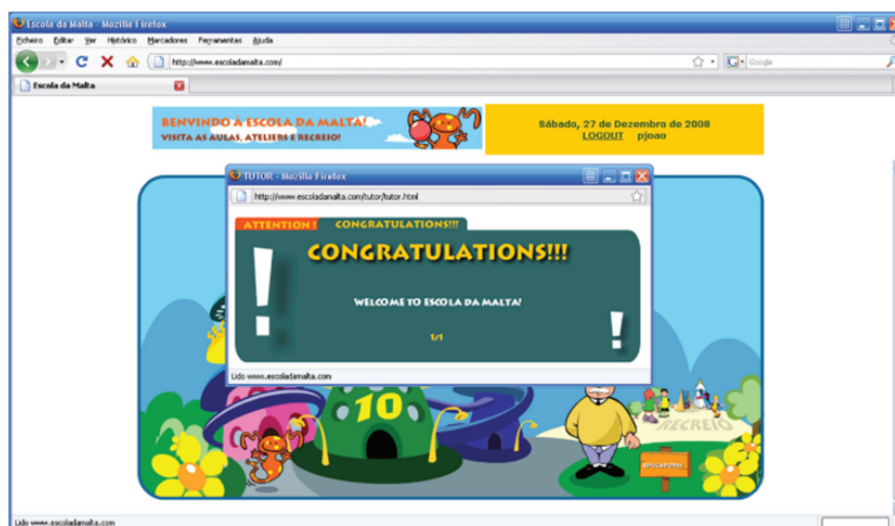 Escola da Malta - Mozilla Firefox
Ficheiro Editar Ver Histórico Marcadores Ferramentas Ajuda
http://www.escoladamalta.com/
Google
Escola da Malta
BENVINDO À ESCOLA DA MALTA!
VISITA AS AULAS, ATELIERS E RECREIO!
Sábado, 27 de Dezembro de 2008
LOGOUT pjoao
TUTOR - Mozilla Firefox
http://www.escoladamalta.com/tutor/tutor.html
ATTENTION ! CONGRATULATIONS!!!
CONGRATULATIONS!!!
WELCOME TO ESCOLA DA MALTA!
1/1
Lido www.escoladamalta.com
10
RECREIO
Lido www.escoladamalta.com